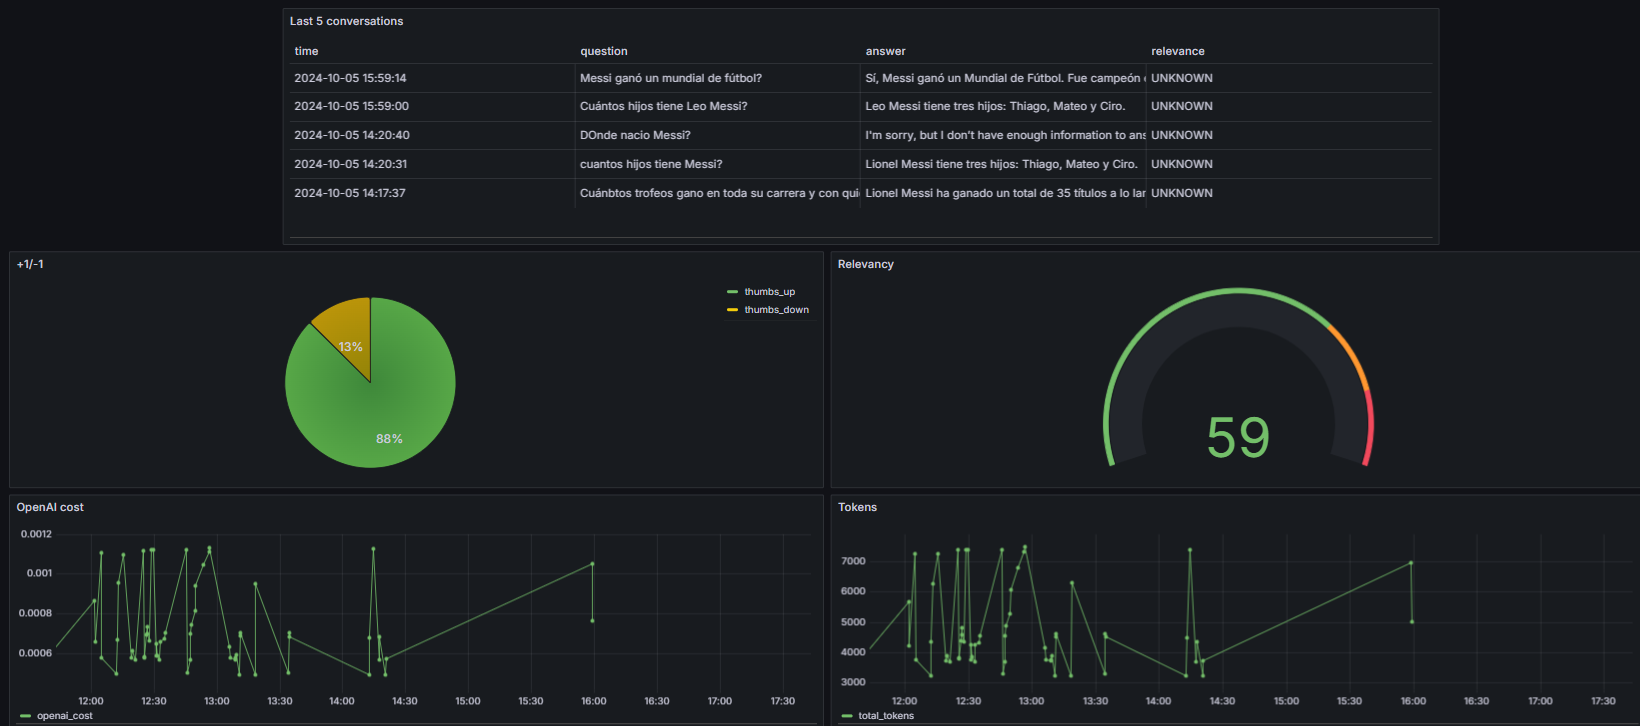 Last 5 conversations
time question answer relevance
2024-10-05 15:59:14 Messi ganó un mundial de fútbol? Sí, Messi ganó un Mundial de Fútbol. Fue campeón UNKNOWN
2024-10-05 15:59:00 Cuántos hijos tiene Leo Messi? Leo Messi tiene tres hijos: Thiago, Mateo y Ciro. UNKNOWN
2024-10-05 14:20:40 DOnde nacio Messi? I'm sorry, but I don't have enough information to ans UNKNOWN
2024-10-05 14:20:31 cuantos hijos tiene Messi? Lionel Messi tiene tres hijos: Thiago, Mateo y Ciro. UNKNOWN
2024-10-05 14:17:37 Cuánbtos trofeos gano en toda su carrera y con qui Lionel Messi ha ganado un total de 35 títulos a lo lar UNKNOWN
+1/-1
thumbs_up
thumbs_down
13%
88%
Relevancy
59
OpenAI cost
0.0012
0.001
0.0008
0.0006
12:00 12:30 13:00 13:30 14:00 14:30 15:00 15:30 16:00 16:30 17:00 17:30
openai_cost
Tokens
7000
6000
5000
4000
3000
12:00 12:30 13:00 13:30 14:00 14:30 15:00 15:30 16:00 16:30 17:00 17:30
total_tokens